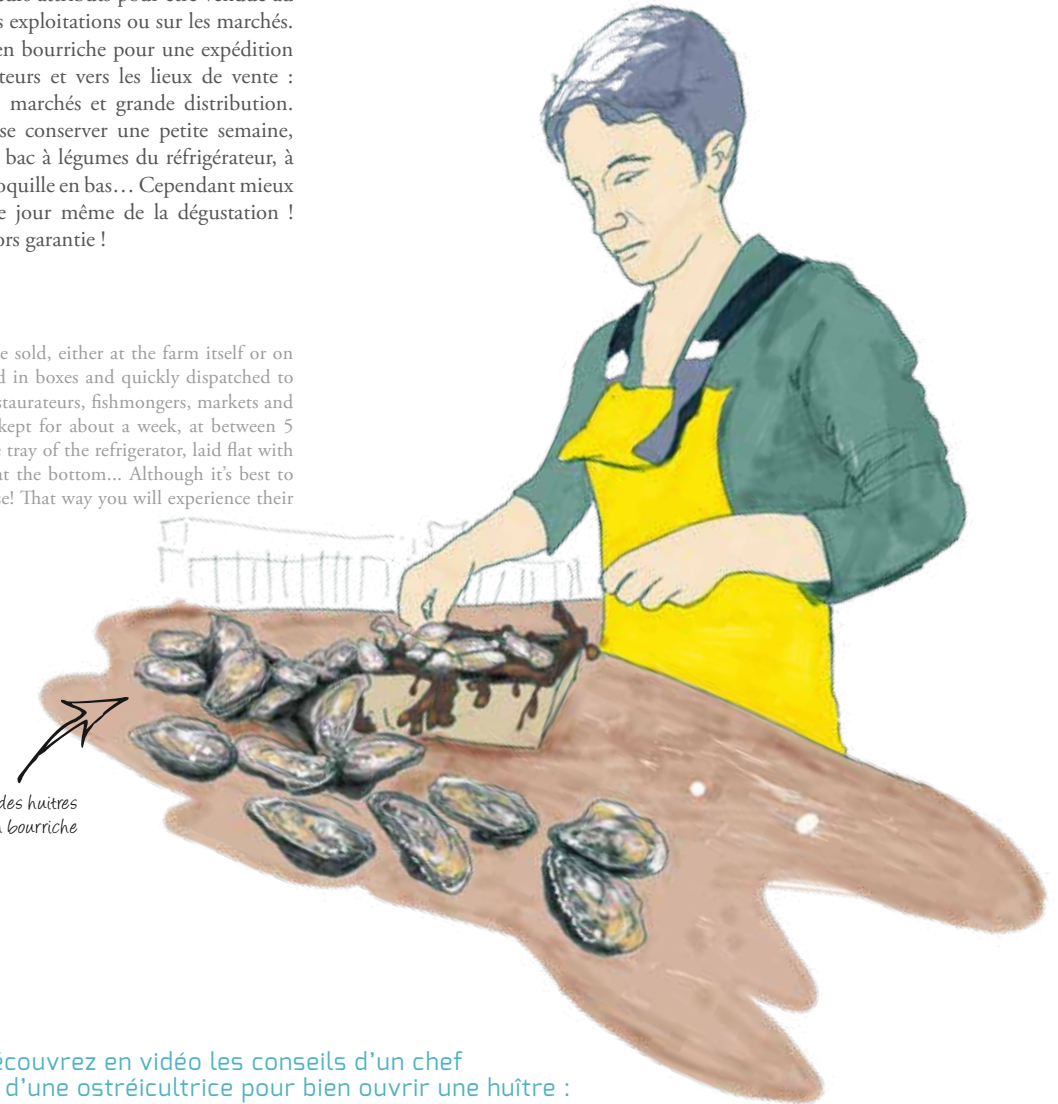 exploitations ou sur les marchés.
en bourriche pour une expédition
teurs et vers les lieux de vente :
marchés et grande distribution.
se conserver une petite semaine,
bac à légumes du réfrigérateur, à
oquille en bas… Cependant mieux
jour même de la dégustation !
ors garantie !
e sold, either at the farm itself or on
d in boxes and quickly dispatched to
staurateurs, fishmongers, markets and
kept for about a week, at between 5
e tray of the refrigerator, laid flat with
at the bottom... Although it’s best to
se! That way you will experience their
des huitres
bourriche
écouvrez en vidéo les conseils d’un chef
d’une ostréicultrice pour bien ouvrir une huître :